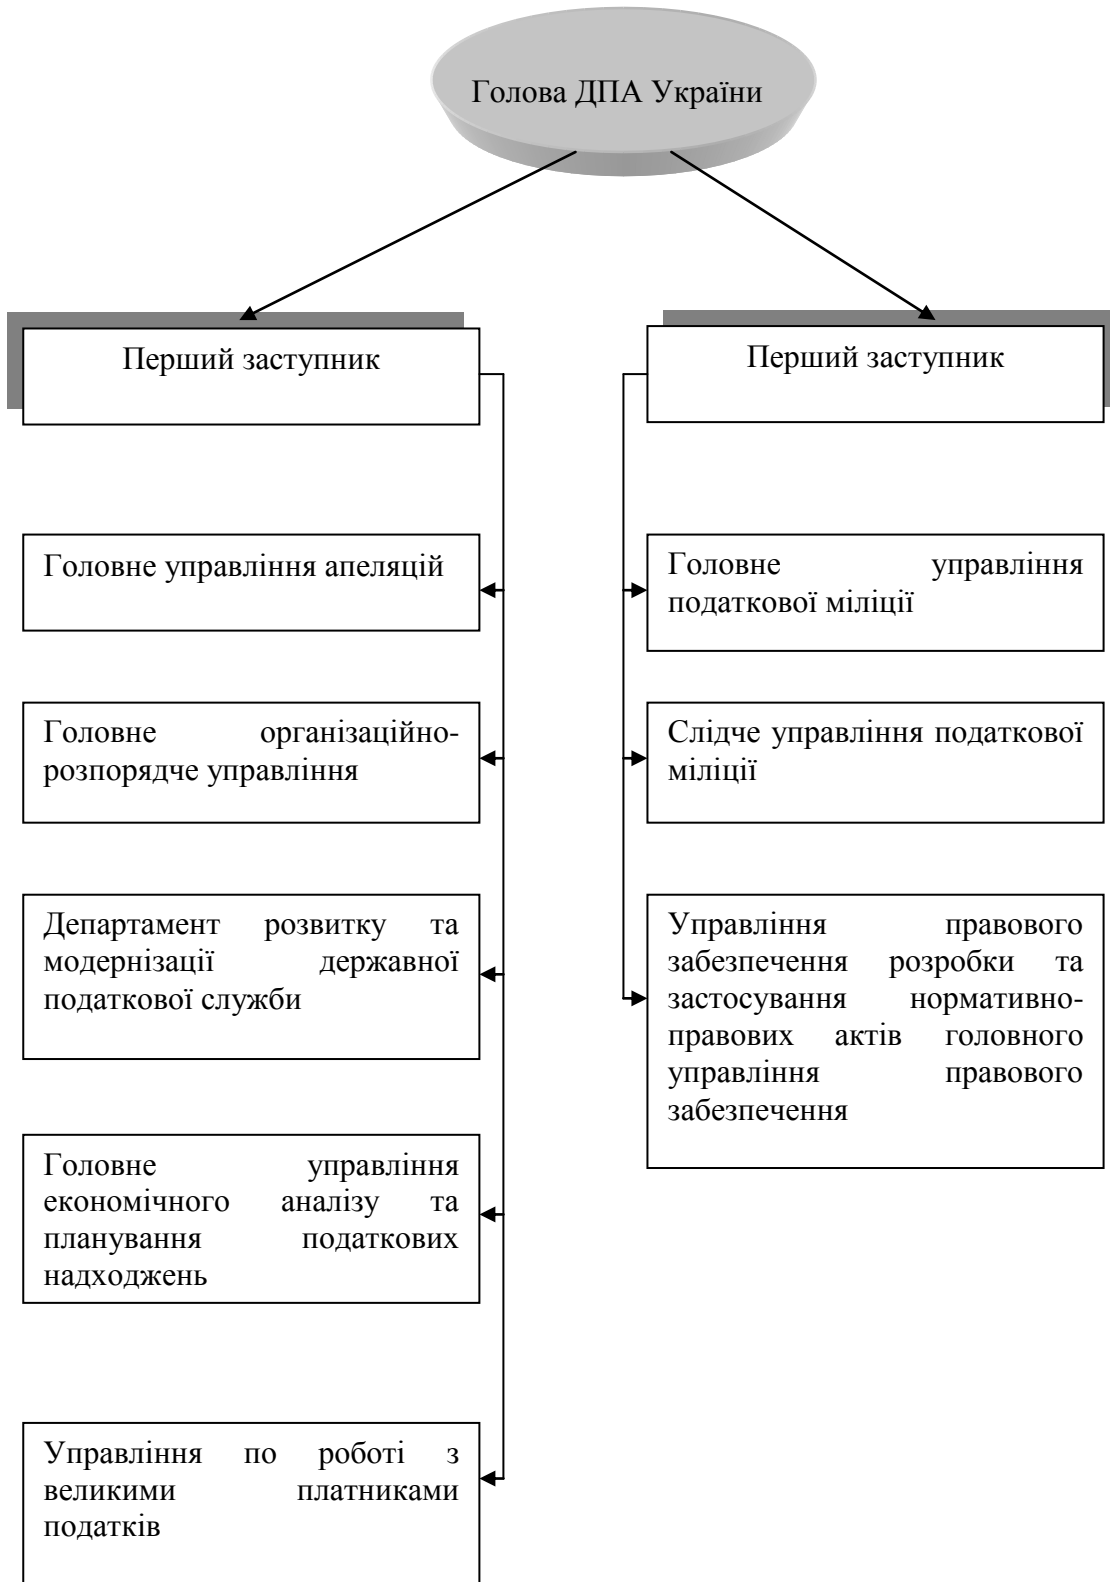 Голова ДПА України
Перший заступник
Перший заступник
Головне управління апеляцій
Головне організаційно-
розпорядче управління
Департамент розвитку та
модернізації державної
податкової служби
Головне управління
економічного аналізу та
планування податкових
надходжень
Управління по роботі з
великими платниками
податків
Головне управління
податкової міліції
Слідче управління податкової
міліції
Управління правового
забезпечення розробки та
застосування нормативно-
правових актів головного
управління правового
забезпечення